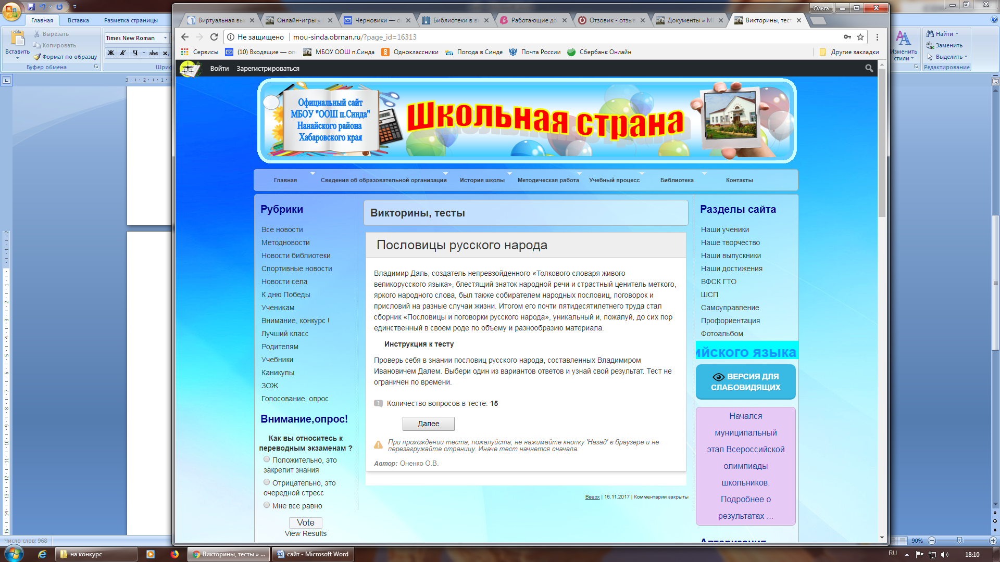 Ольга
Главная
Вставка
Разметка страницы
Вставить
Вырезать
Копировать
Формат по образцу
Буфер обмена
Times New Roman
Ж К Ч abc x₂
Виртуальная вы
Онлайн-игры »
Черновики — о
Библиотеки в в
Работающие до
Отзовик - отзыв
Документы » М
Викторины, тест
Не защищено | mou-sinda.obrnan.ru/?page_id=16313
Сервисы
(10) Входящие — on
МБОУ ООШ п.Синда
Одноклассники
Погода в Синде
Почта России
Сбербанк Онлайн
Другие закладки
Изменить
стили
Найти
Заменить
Выделить
Редактирование
Войти
Зарегистрироваться
Официальный сайт
МБОУ "ООШ п.Синда"
Нанайского района
Хабаровского края
Школьная страна
Главная
Сведения об образовательной организации
История школы
Методическая работа
Учебный процесс
Библиотека
Контакты
Рубрики
Все новости
Методновости
Новости библиотеки
Спортивные новости
Новости села
К дню Победы
Ученикам
Внимание, конкурс !
Лучший класс
Родителям
Учебники
Каникулы
ЗОЖ
Голосование, опрос
Внимание,опрос!
Как вы относитесь к
переводным экзаменам ?
Положительно, это
закрепит знания
Отрицательно, это
очередной стресс
Мне все равно
Vote
View Results
Викторины, тесты
Пословицы русского народа
Владимир Даль, создатель непревзойденного «Толкового словаря живого
великорусского языка», блестящий знаток народной речи и страстный ценитель меткого,
яркого народного слова, был также собирателем народных пословиц, поговорок и
присловий на разные случаи жизни. Итогом его почти пятидесятилетнего труда стал
сборник «Пословицы и поговорки русского народа», уникальный и, пожалуй, до сих пор
единственный в своем роде по объему и разнообразию материала.
Инструкция к тесту
Проверь себя в знании пословиц русского народа, составленных Владимиром
Ивановичем Далем. Выбери один из вариантов ответов и узнай свой результат. Тест не
ограничен по времени.
Количество вопросов в тесте: 15
Далее
При прохождении теста, пожалуйста, не нажимайте кнопку 'Назад' в браузере и не
перезагружайте страницу. Иначе тест начнется сначала.
Автор: Оненко О.В.
Вверх | 16.11.2017 | Комментарии закрыты
Разделы сайта
Наши ученики
Наше творчество
Наши выпускники
Наши достижения
ВФСК ГТО
ШСП
Самоуправление
Профориентация
Фотоальбом
ийского языка
ВЕРСИЯ ДЛЯ
СЛАБОВИДЯЩИХ
Начался
муниципальный
этап Всероссийской
олимпиады
школьников.
Подробнее о
результатах ...
Авторизация
Число слов: 968
90%
на конкурс
Викторины, тесты » ...
сайт - Microsoft Word
RU
18:10